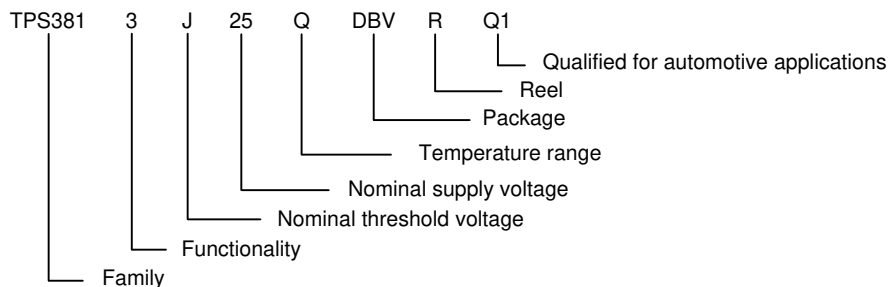 TPS381 3 J 25 Q DBV R Q1
Qualified for automotive applications
Reel
Package
Temperature range
Nominal supply voltage
Nominal threshold voltage
Functionality
Family